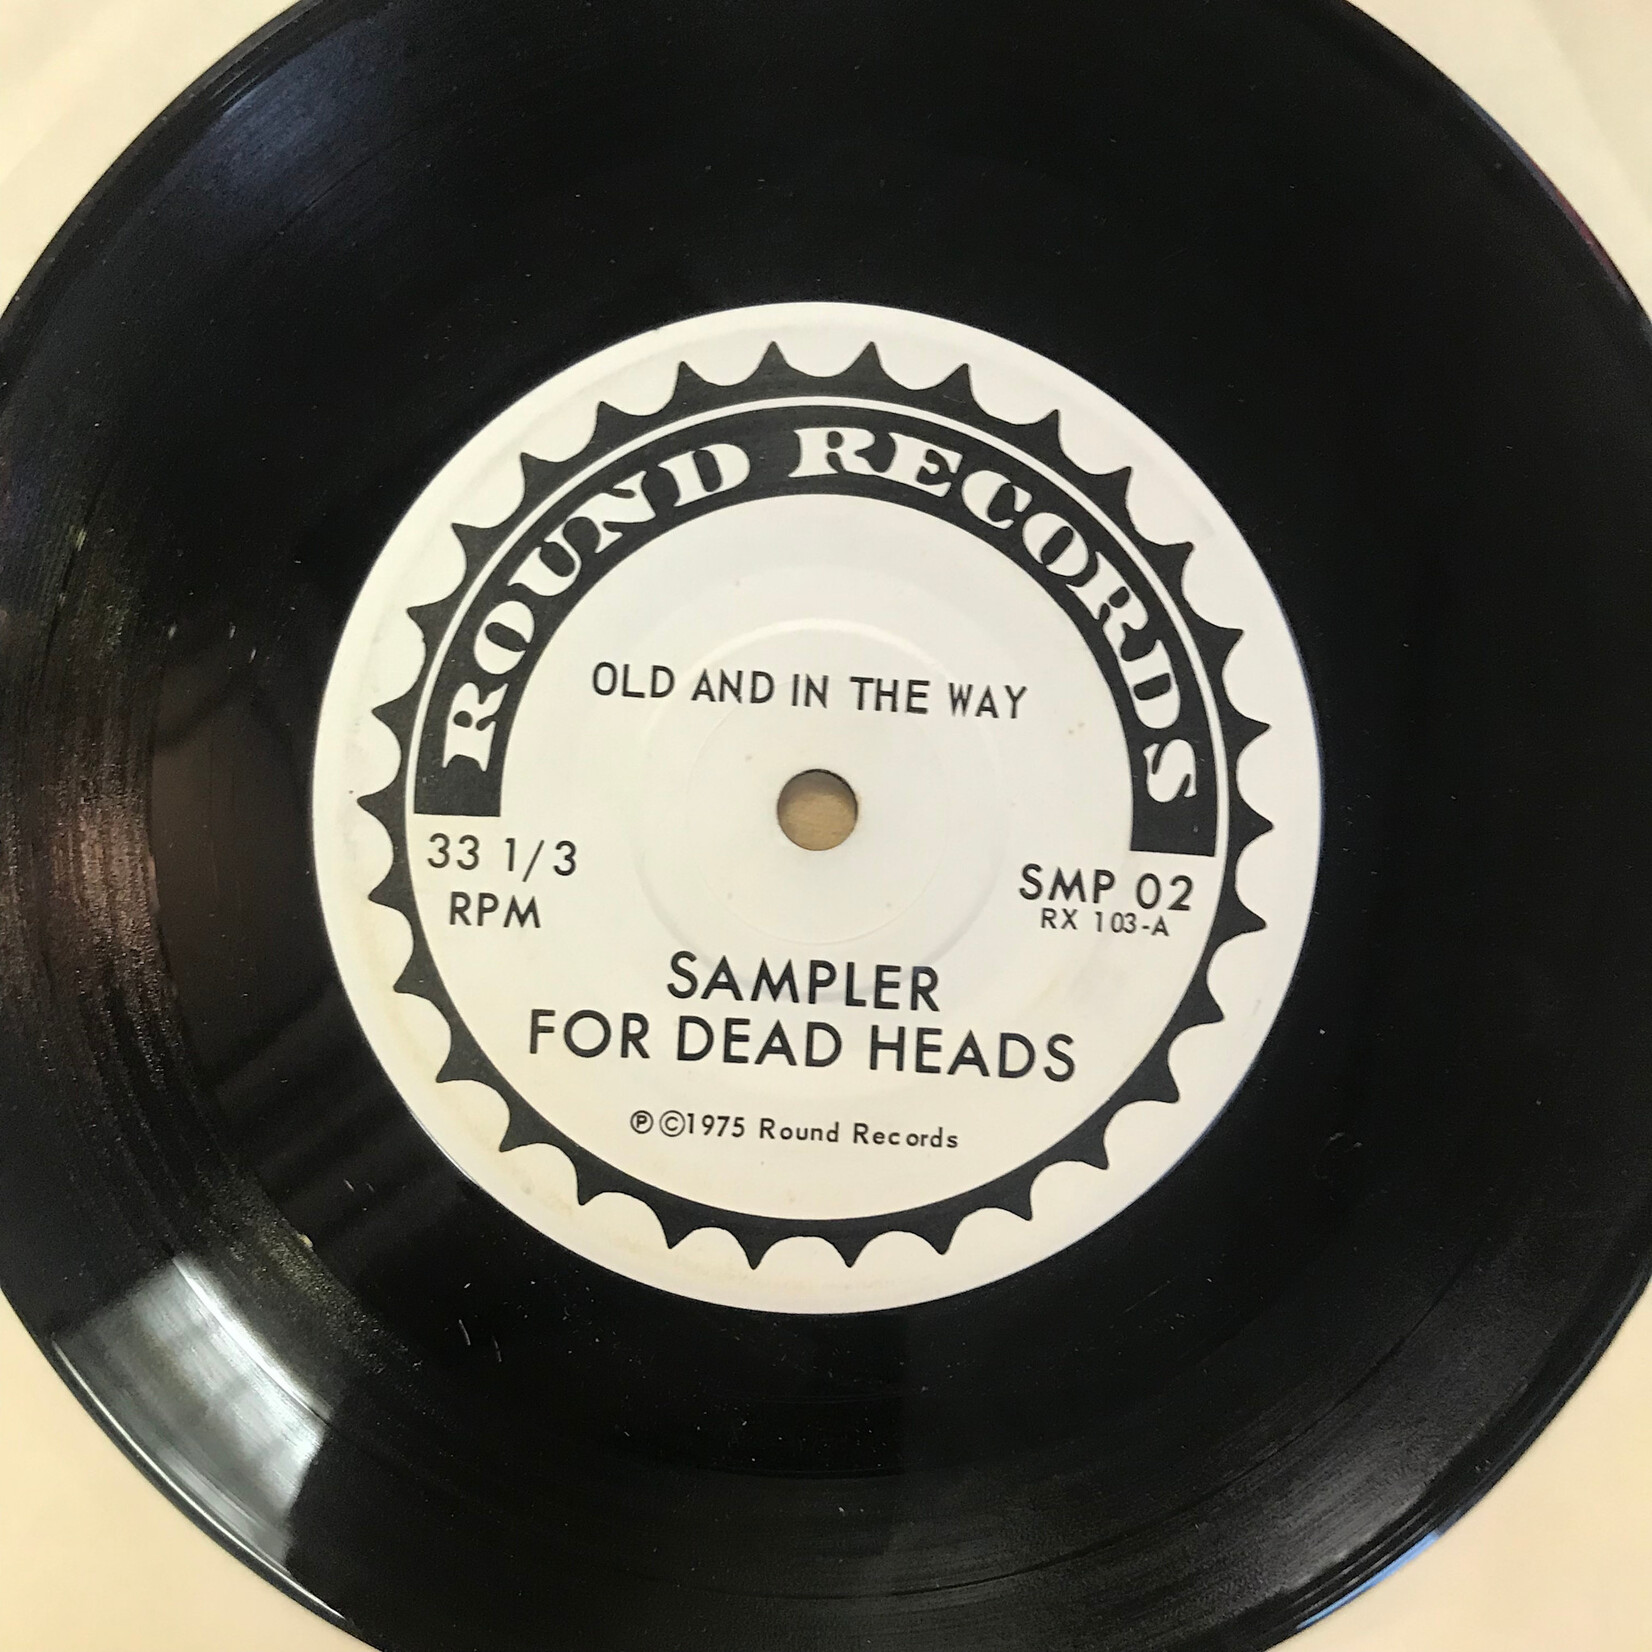 ROUND RECORDS
OLD AND IN THE WAY
33 1/3
RPM
SMP 02
RX 103-A
SAMPLER
FOR DEAD HEADS
℗ ©1975 Round Records